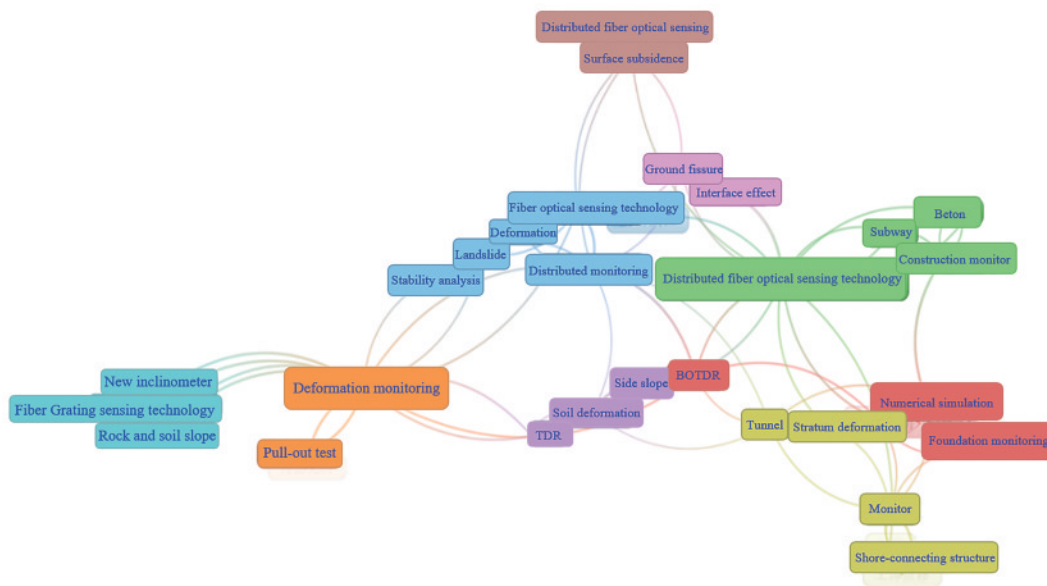 Distributed fiber optical sensing
Surface subsidence
Ground fissure
Interface effect
Fiber optical sensing technology
Beton
Deformation
Subway
Landslide
Construction monitor
Distributed monitoring
Stability analysis
Distributed fiber optical sensing technology
BOTDR
New inclinometer
Side slope
Deformation monitoring
Numerical simulation
Fiber Grating sensing technology
Soil deformation
Tunnel
Stratum deformation
Rock and soil slope
TDR
Foundation monitoring
Pull-out test
Monitor
Shore-connecting structure